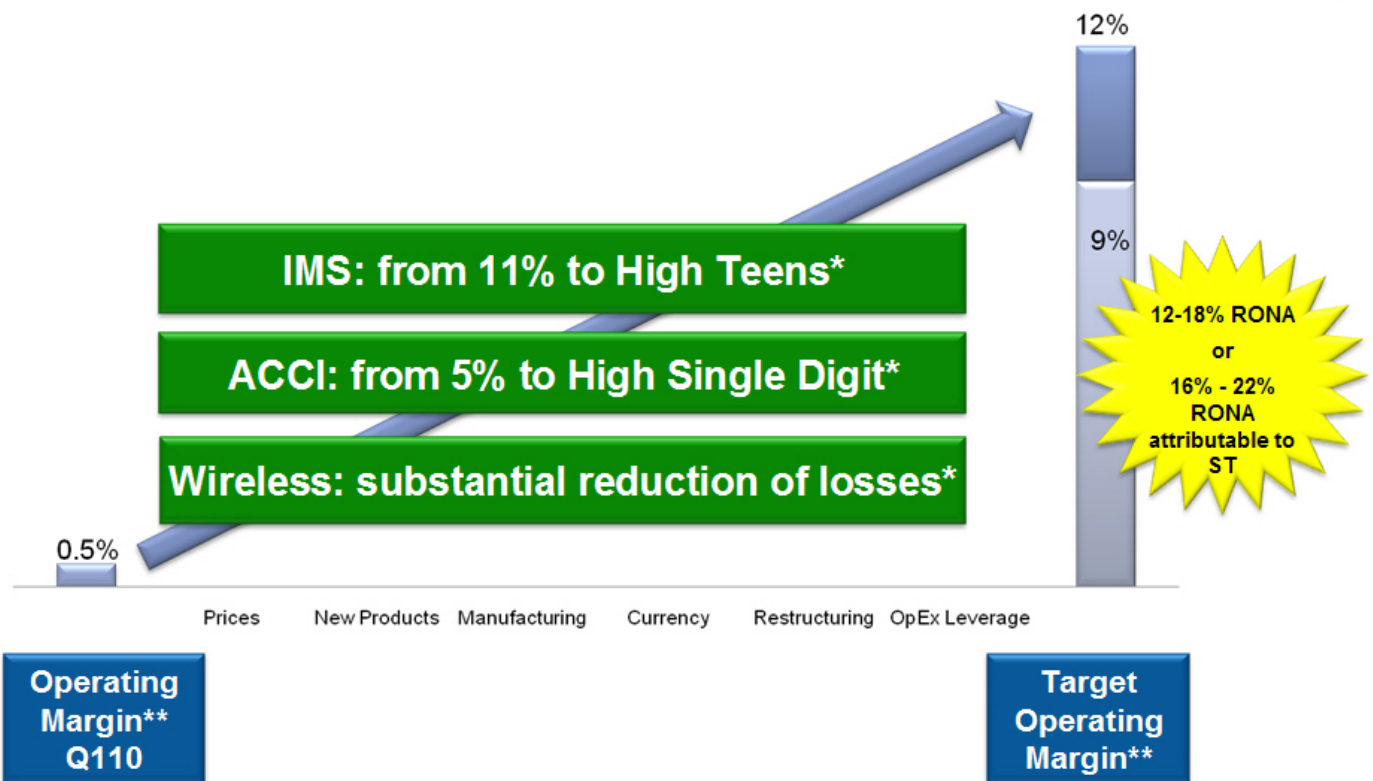 12%
9%
IMS: from 11% to High Teens*
ACCI: from 5% to High Single Digit*
Wireless: substantial reduction of losses*
12-18% RONA
or
16% - 22%
RONA
attributable to
ST
0.5%
Prices New Products Manufacturing Currency Restructuring OpEx Leverage
Operating
Margin**
Q110
Target
Operating
Margin**